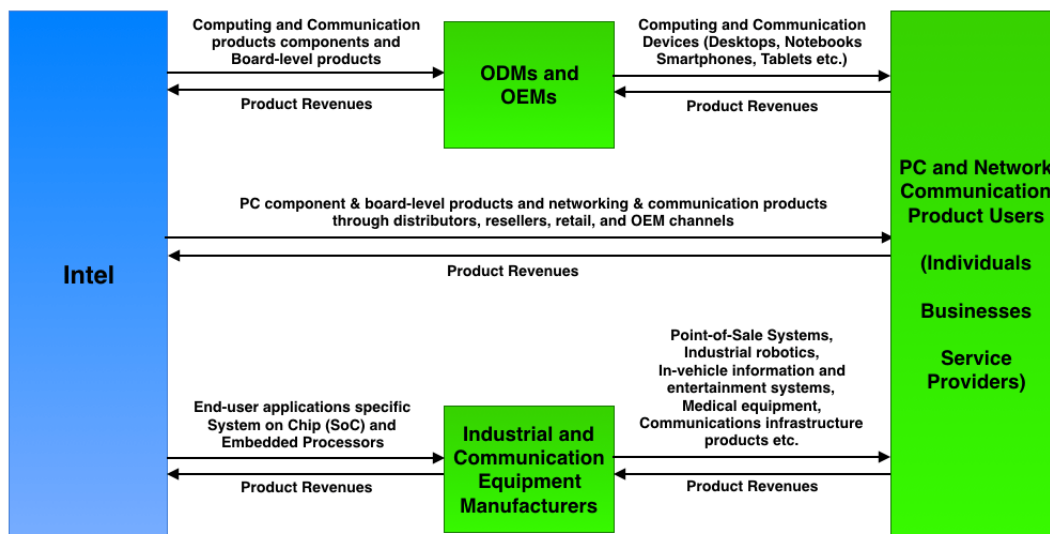 Computing and Communication
products components and
Board-level products
Product Revenues
ODMs and
OEMs
Computing and Communication
Devices (Desktops, Notebooks
Smartphones, Tablets etc.)
Product Revenues
Intel
PC component & board-level products and networking & communication products
through distributors, resellers, retail, and OEM channels
Product Revenues
PC and Network
Communication
Product Users
(Individuals
Businesses
Service
Providers)
End-user applications specific
System on Chip (SoC) and
Embedded Processors
Product Revenues
Industrial and
Communication
Equipment
Manufacturers
Point-of-Sale Systems,
Industrial robotics,
In-vehicle information and
entertainment systems,
Medical equipment,
Communications infrastructure
products etc.
Product Revenues